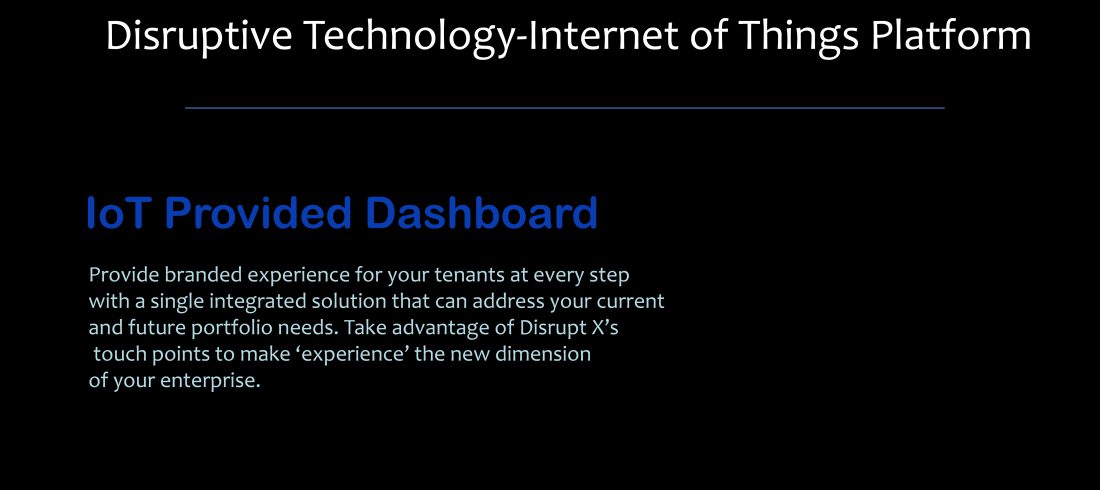 Disruptive Technology-Internet of Things Platform
IoT Provided Dashboard
Provide branded experience for your tenants at every step
with a single integrated solution that can address your current
and future portfolio needs. Take advantage of Disrupt X’s
touch points to make ‘experience’ the new dimension
of your enterprise.